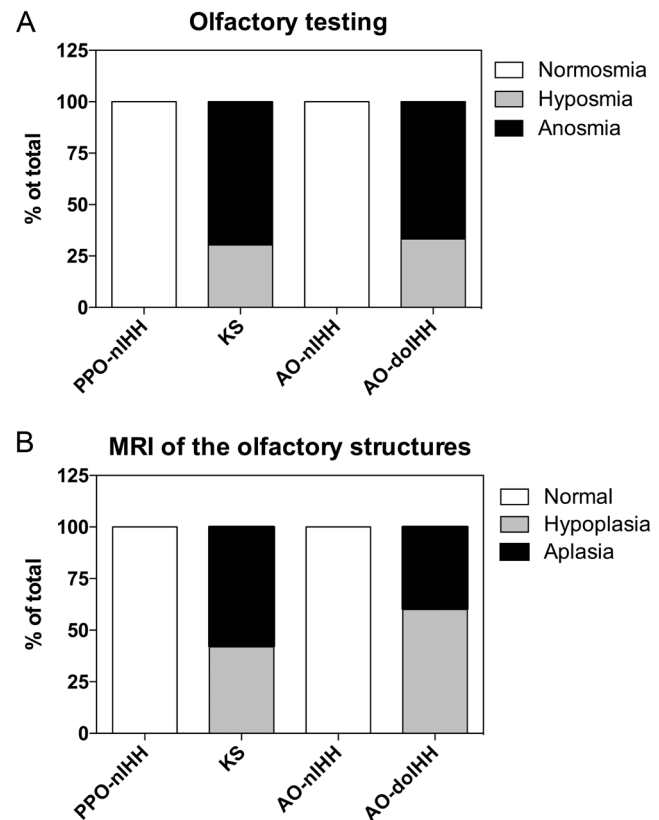 A
Olfactory testing
125
100
75
50
25
0
% ot total
PPO-nIHH
KS
AO-nIHH
AO-doIHH
Normosmia
Hyposmia
Anosmia
B
MRI of the olfactory structures
125
100
75
50
25
0
% of total
PPO-nIHH
KS
AO-nIHH
AO-doIHH
Normal
Hypoplasia
Aplasia